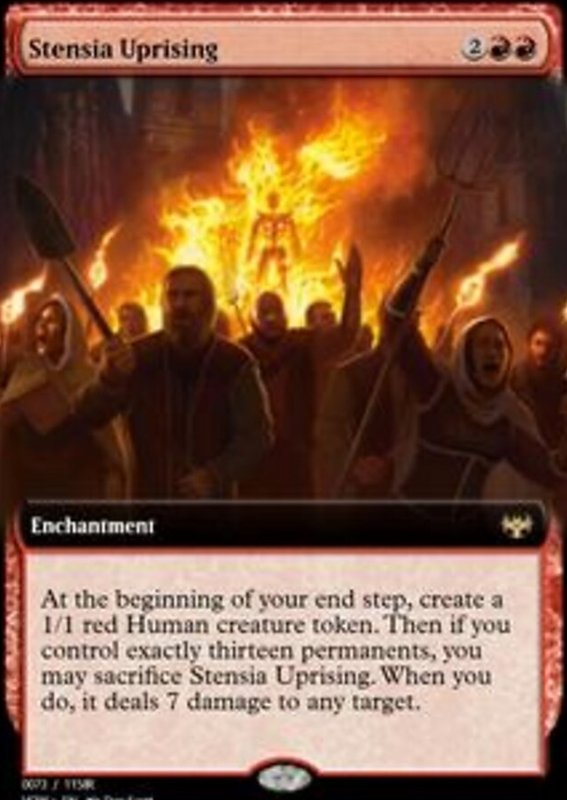 Stensia Uprising 2
Enchantment
At the beginning of your end step, create a
1/1 red Human creature token. Then if you
control exactly thirteen permanents, you
may sacrifice Stensia Uprising. When you
do, it deals 7 damage to any target.